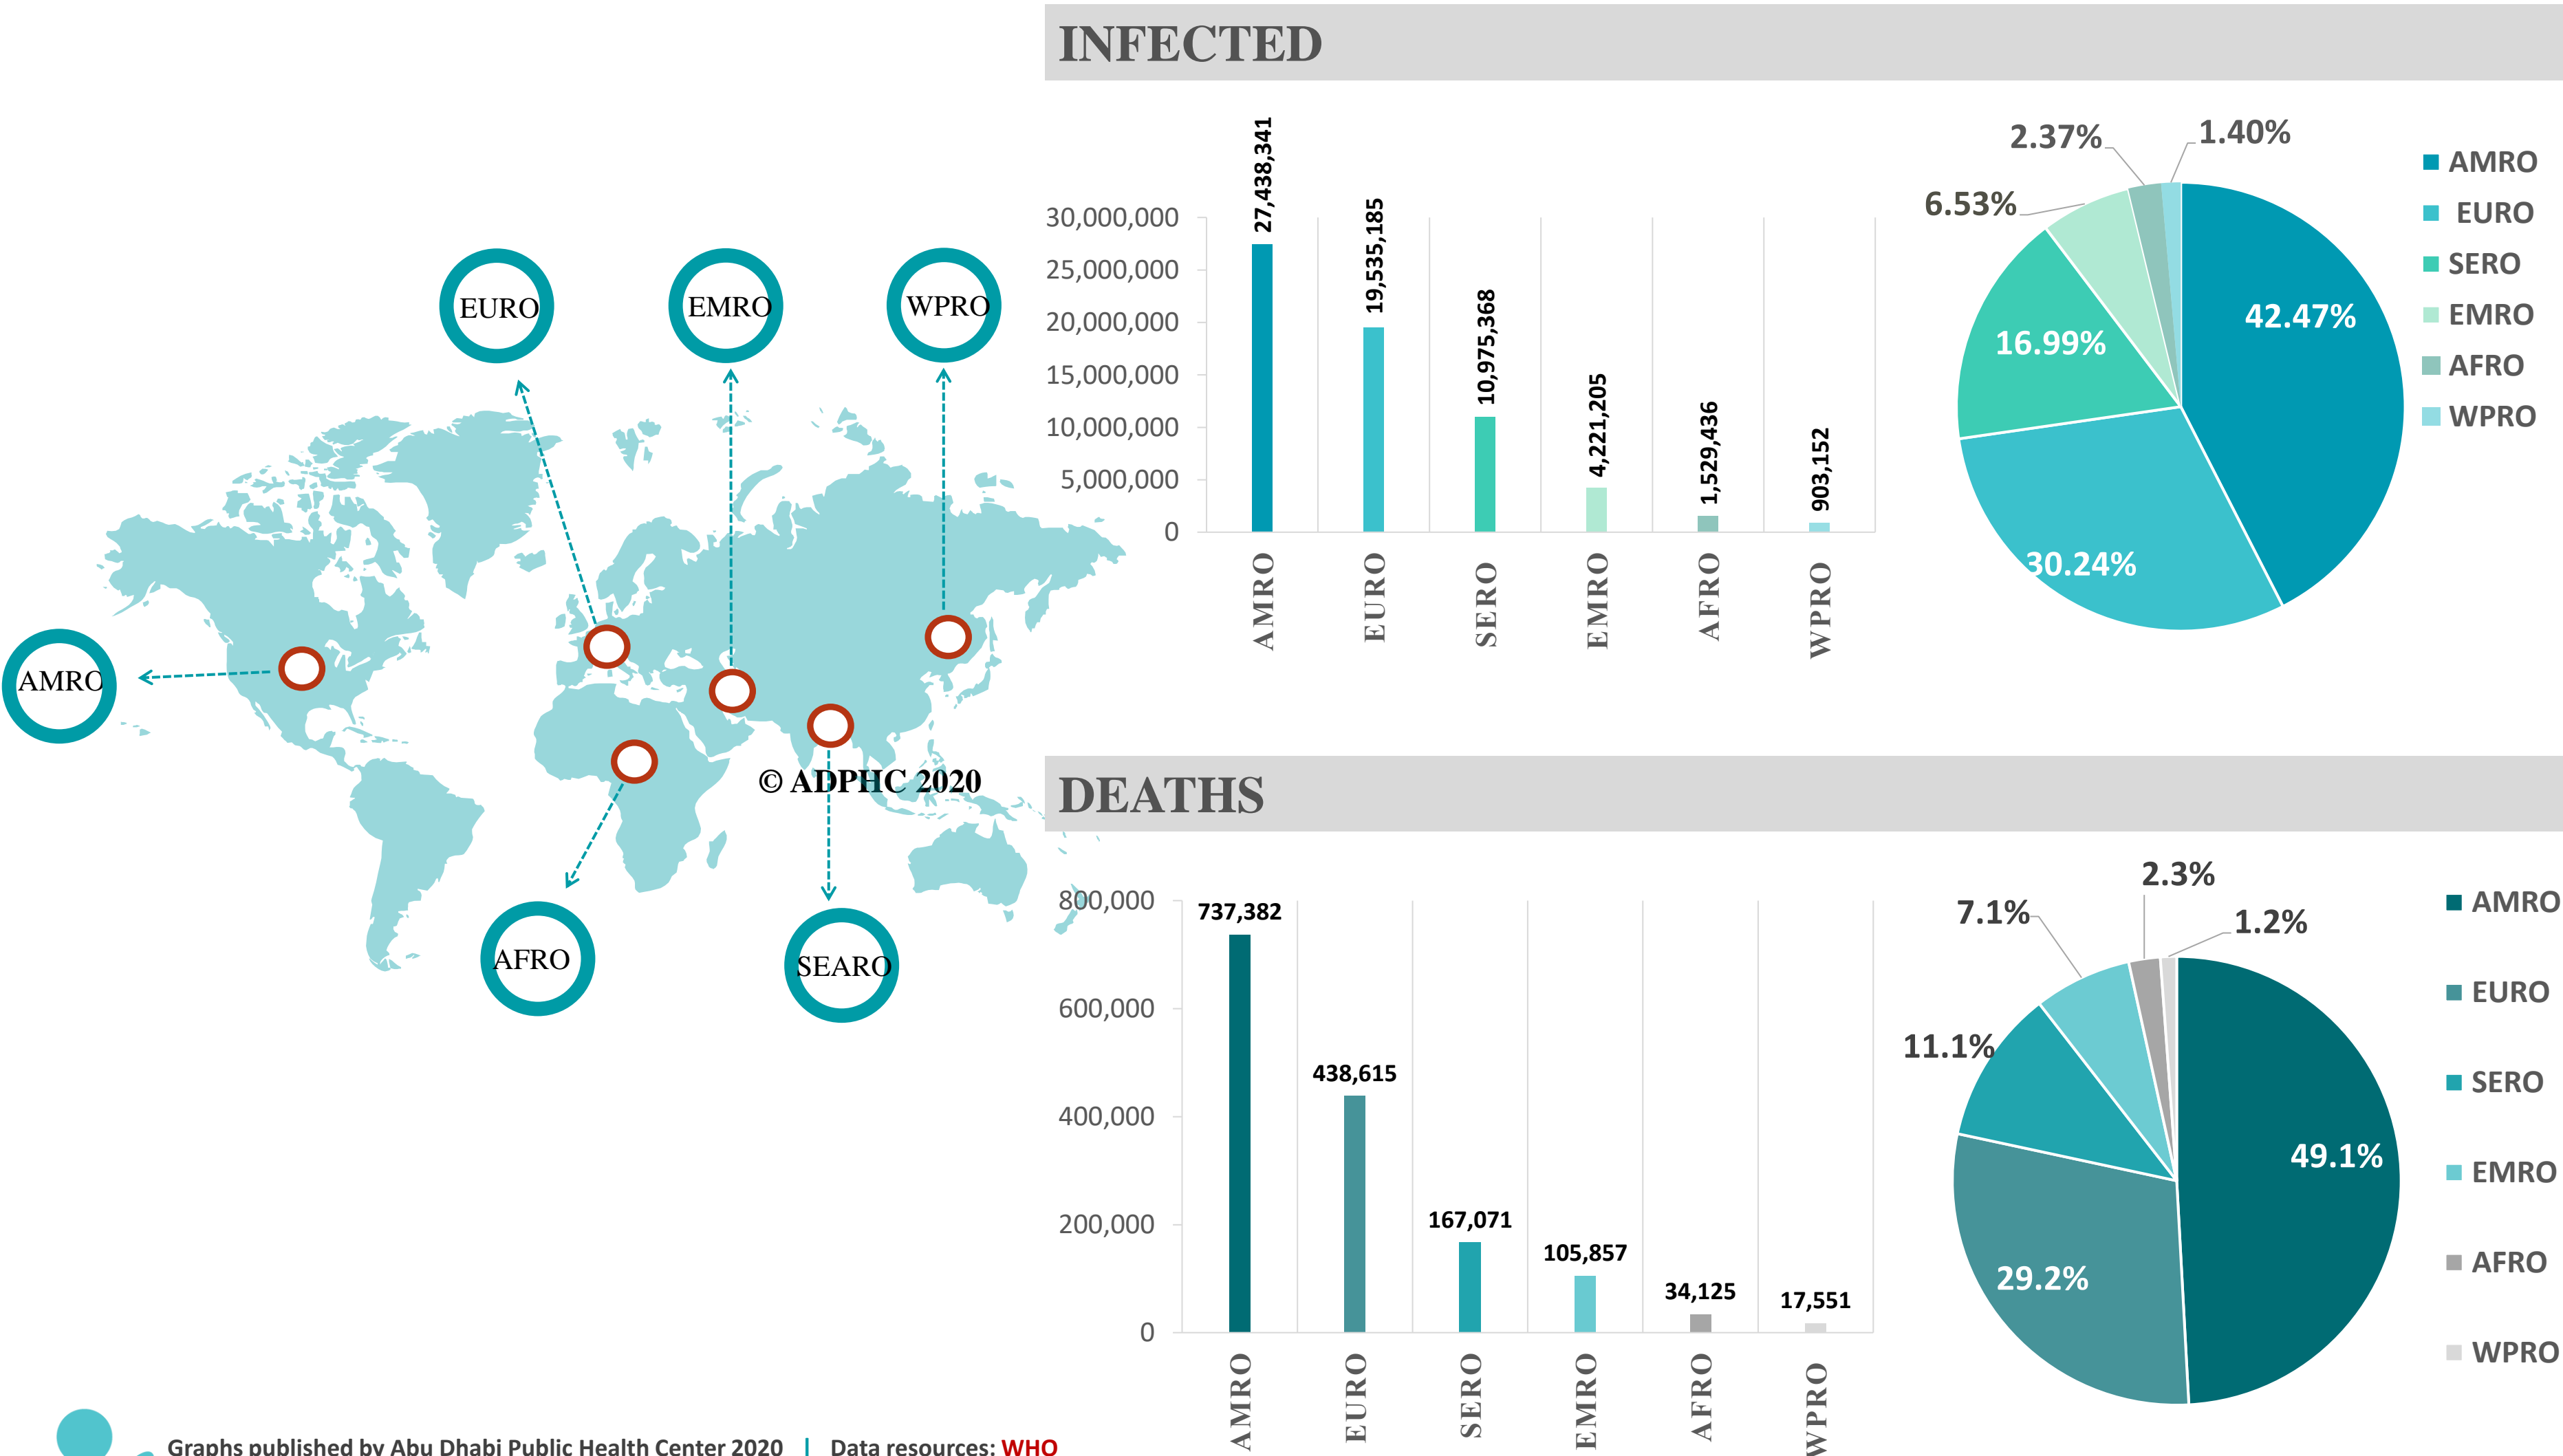 EURO
EMRO
WPRO
AMRO
© ADPHC 2020
AFRO
SEARO
INFECTED
30,000,000
25,000,000
20,000,000
15,000,000
10,000,000
5,000,000
0
27,438,341
19,535,185
10,975,368
4,221,205
1,529,436
903,152
AMRO
EURO
SERO
EMRO
AFRO
WPRO
2.37%
1.40%
6.53%
42.47%
16.99%
30.24%
AMRO
EURO
SERO
EMRO
AFRO
WPRO
DEATHS
800,000
600,000
400,000
200,000
0
737,382
438,615
167,071
105,857
34,125
17,551
AMRO
EURO
SERO
EMRO
AFRO
WPRO
2.3%
7.1%
1.2%
11.1%
49.1%
29.2%
AMRO
EURO
SERO
EMRO
AFRO
WPRO
Graphs published by Abu Dhabi Public Health Center 2020 | Data resources: WHO